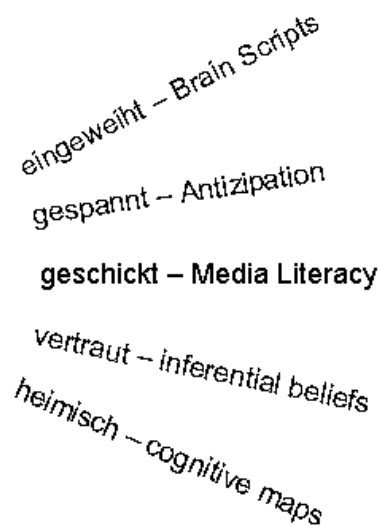 eingeweiht – Brain Scripts
gespannt – Antizipation
geschickt – Media Literacy
vertraut – inferential beliefs
heimisch – cognitive maps